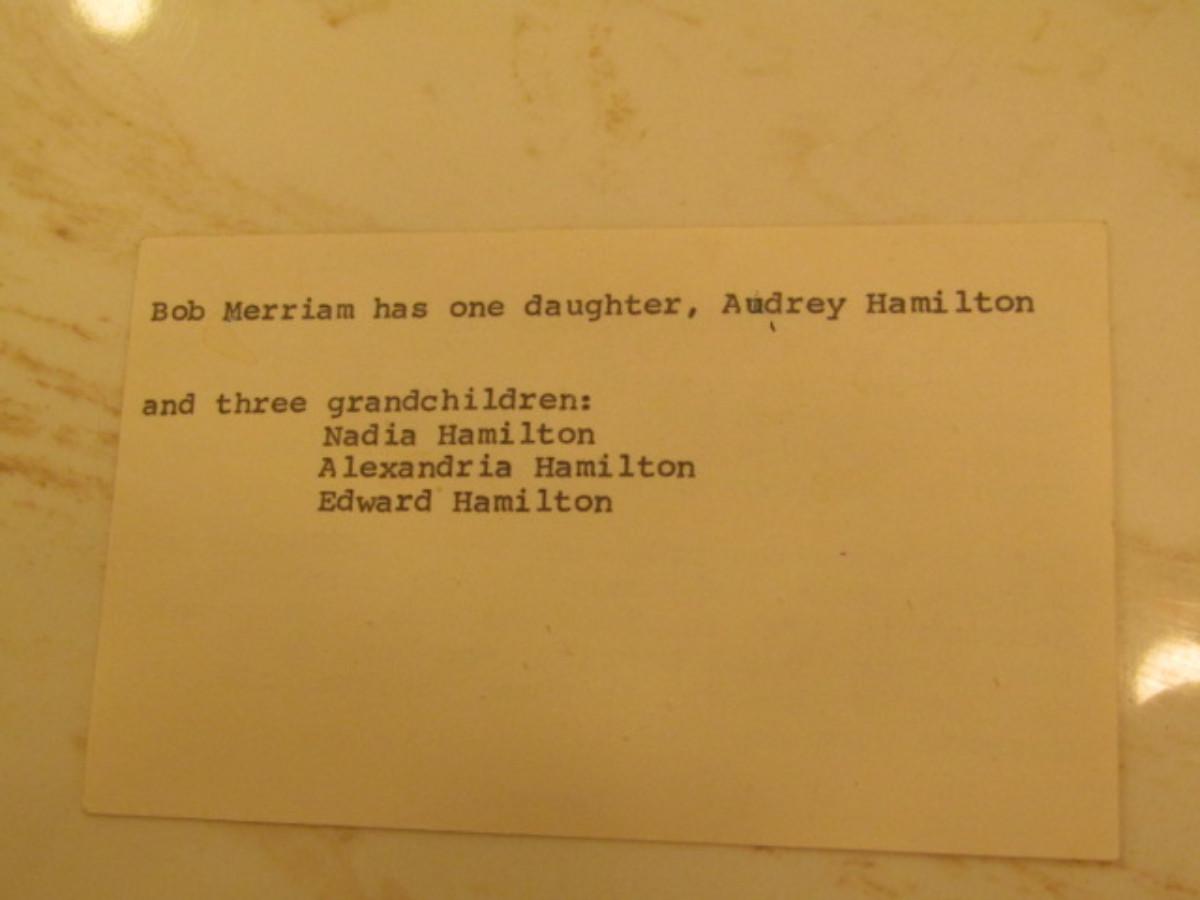 Bob Merriam has one daughter, Audrey Hamilton
and three grandchildren:
Nadia Hamilton
Alexandria Hamilton
Edward Hamilton